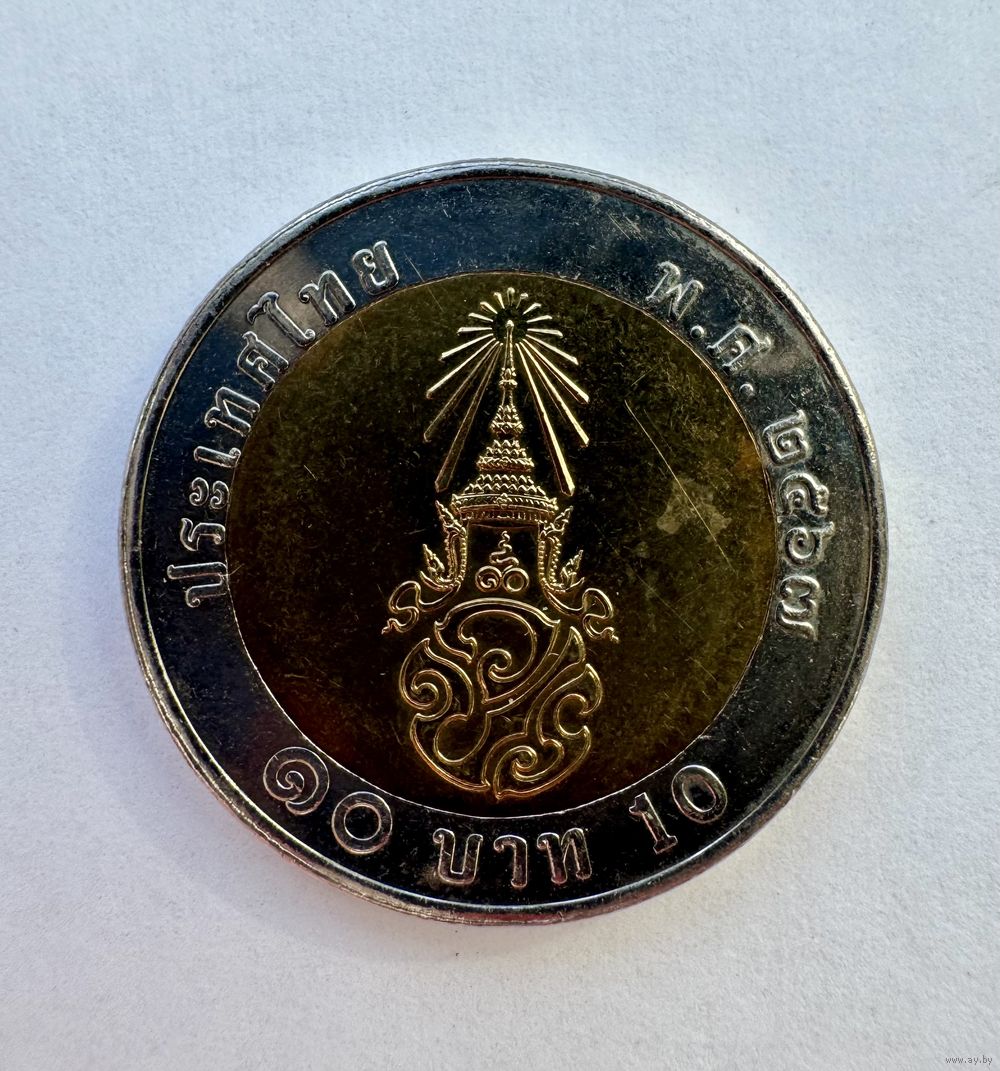 ประเทศไทย
พ.ศ. ๒๕๖๗
๑๐
๑๐ บาท 10
www.ay.by